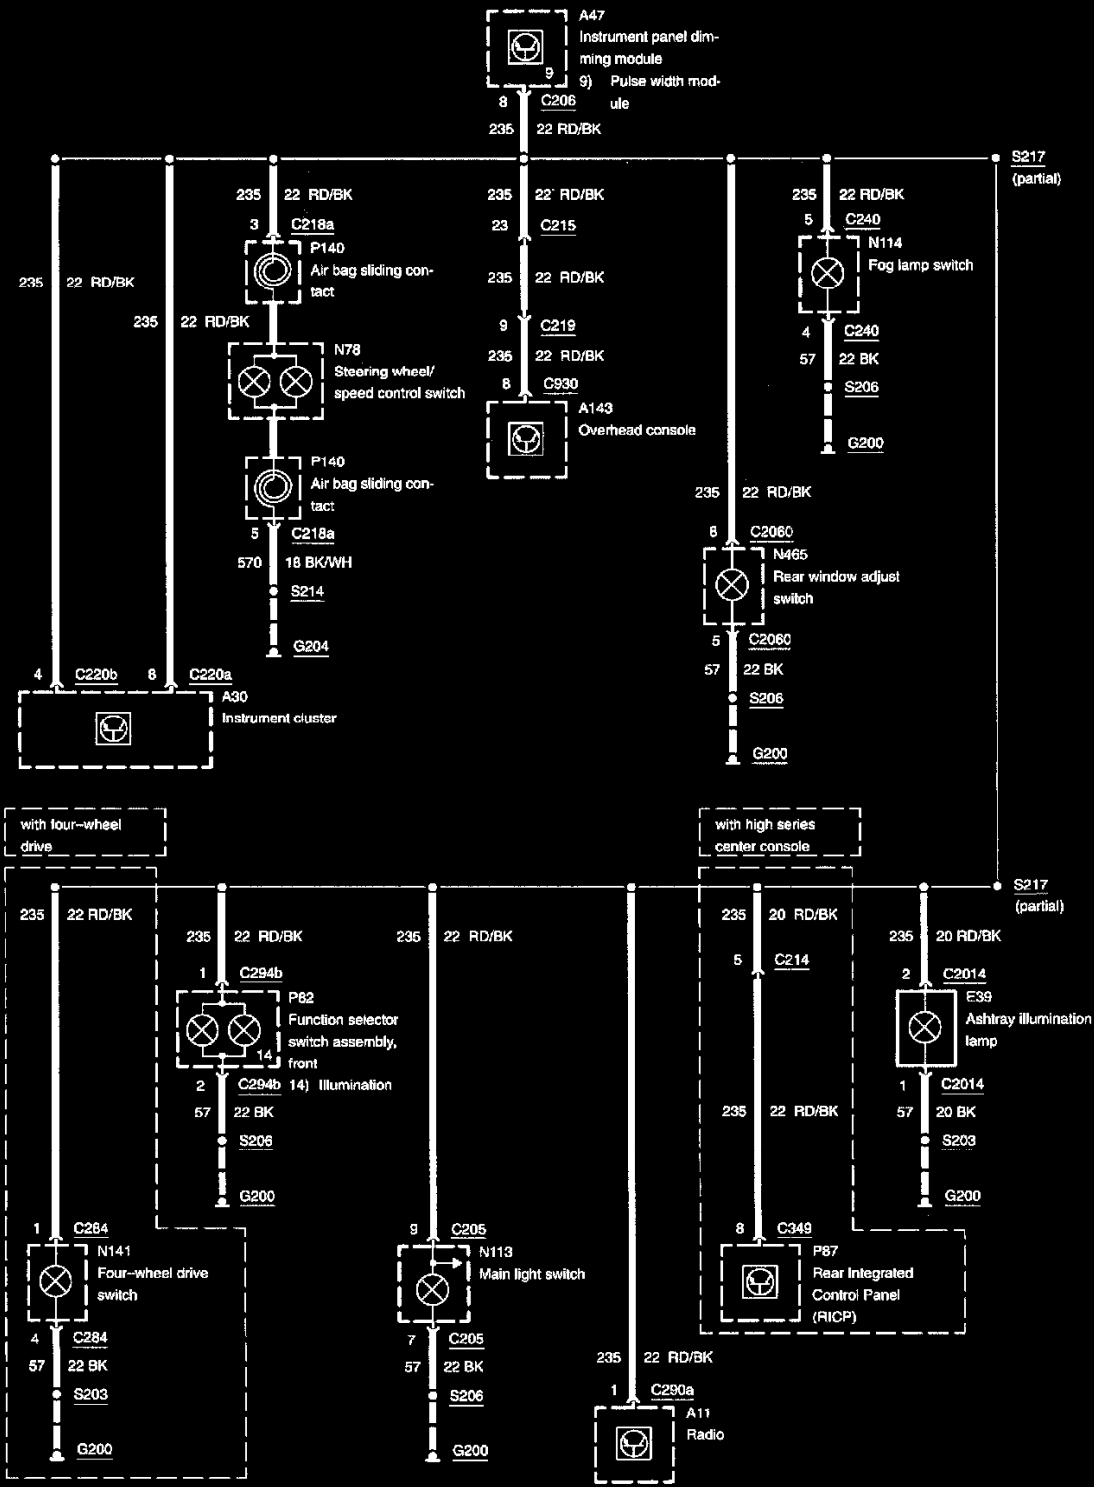 A47
Instrument panel dim-
ming module
9) Pulse width mod-
ule
9
8 C206
235 22 RD/BK
S217
(partial)
235 22 RD/BK
3 C218a
P140
Air bag sliding con-
tact
235 22 RD/BK
23 C215
235 22 RD/BK
5 C240
N114
Fog lamp switch
235 22 RD/BK
235 22 RD/BK
235 22 RD/BK
9 C219
4 C240
N78
Steering wheel/
speed control switch
235 22 RD/BK
57 22 BK
8 C930
S206
A143
Overhead console
G200
P140
Air bag sliding con-
tact
235 22 RD/BK
5 C218a
6 C2060
570 18 BK/WH
N465
Rear window adjust
switch
S214
G204
5 C2060
4 C220b
8 C220a
57 22 BK
A30
Instrument cluster
S206
G200
with four-wheel
drive
with high series
center console
S217
(partial)
235 22 RD/BK
235 22 RD/BK
235 22 RD/BK
235 20 RD/BK
235 20 RD/BK
1 C294b
5 C214
2 C2014
P82
Function selector
switch assembly,
front
14) Illumination
14
E39
Ashtray illumination
lamp
2 C294b
1 C2014
57 22 BK
235 22 RD/BK
57 20 BK
S206
S203
G200
G200
1 C284
9 C205
8 C349
N141
Four-wheel drive
switch
N113
Main light switch
P87
Rear Integrated
Control Panel
(RICP)
4 C284
7 C205
57 22 BK
57 22 BK
235 22 RD/BK
S203
S206
1 C290a
A11
Radio
G200
G200